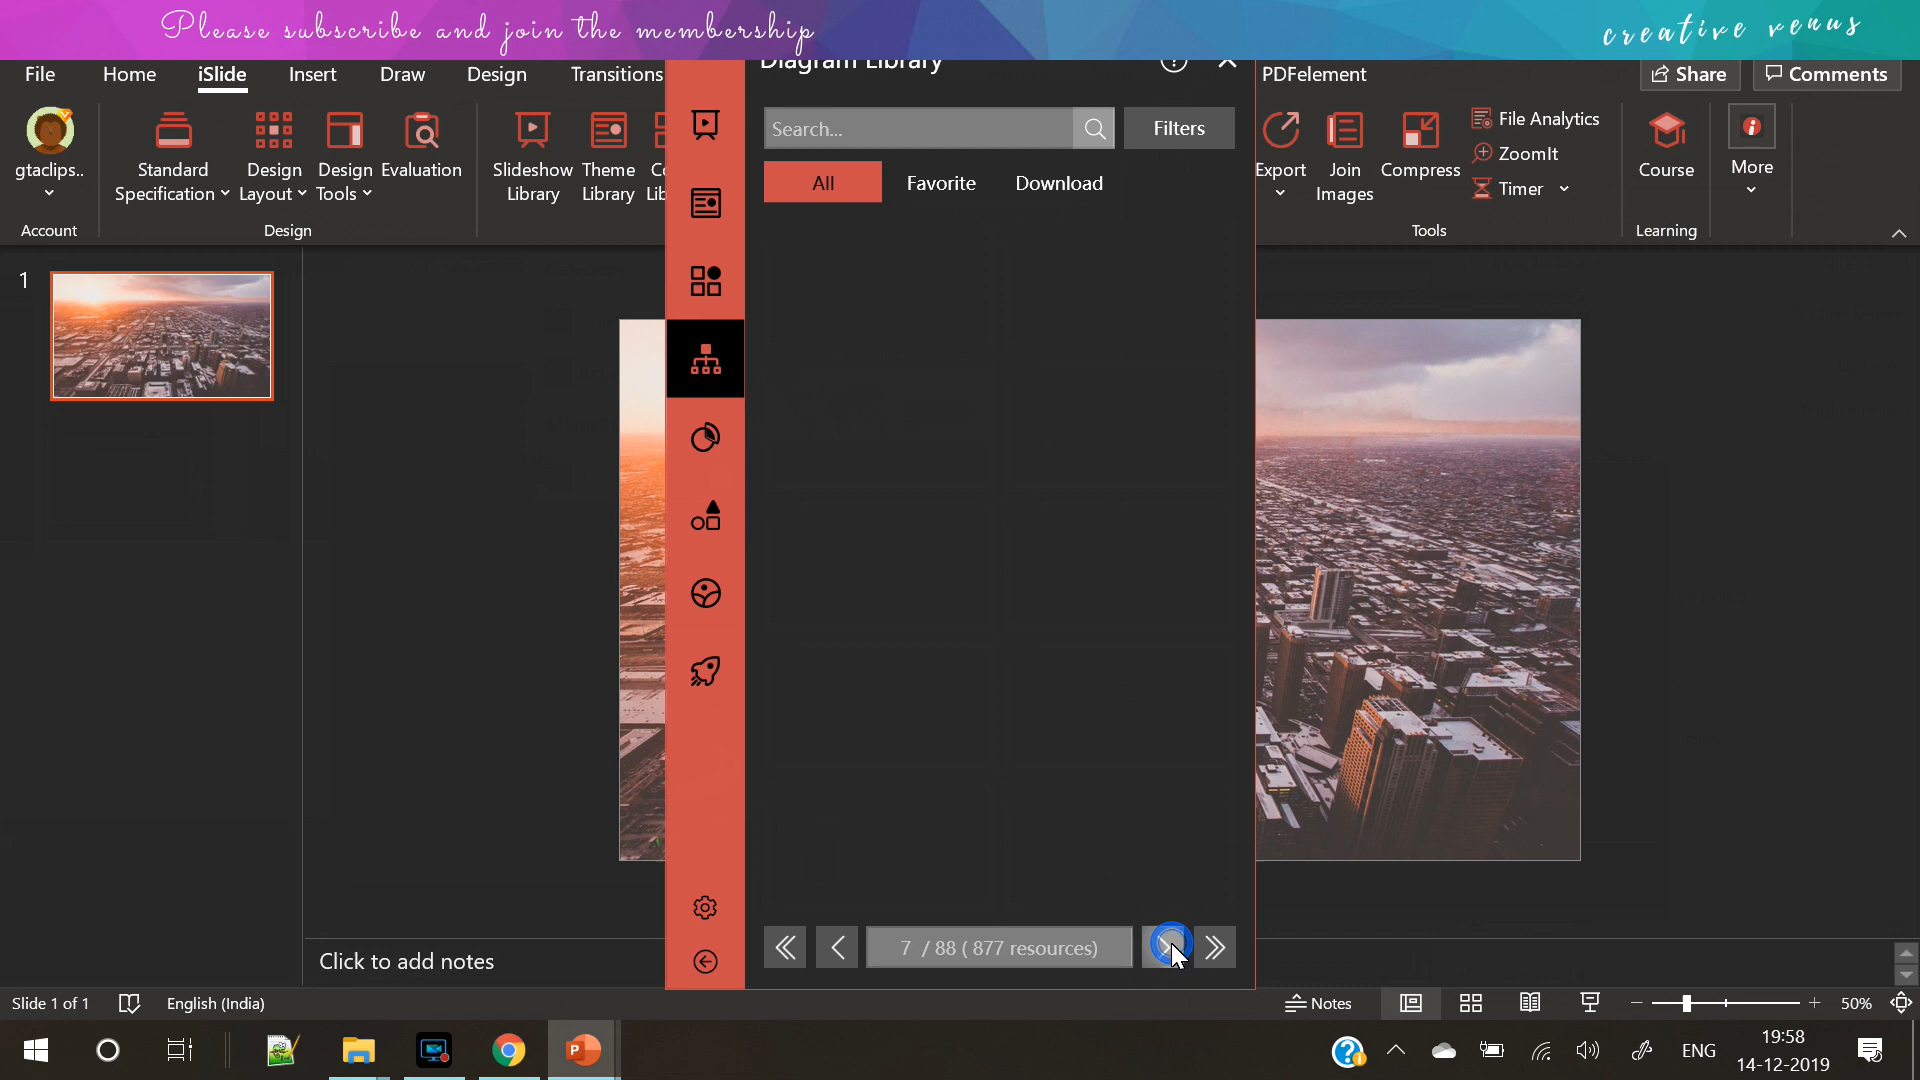 Please subscribe and join the membership
creative venus
File Home iSlide Insert Draw Design Transitions
Diagram Library
?
PDFelement
Share
Comments
gtaclips..
Account
Standard
Specification
Design
Layout
Design
Tools
Evaluation
Design
Slideshow
Library
Theme
Library
Search...
Filters
All
Favorite
Download
Export
Join
Images
Compress
File Analytics
ZoomIt
Timer
Tools
Course
Learning
More
1
7 / 88 ( 877 resources)
Click to add notes
Slide 1 of 1
English (India)
Notes
50%
ENG
19:58
14-12-2019